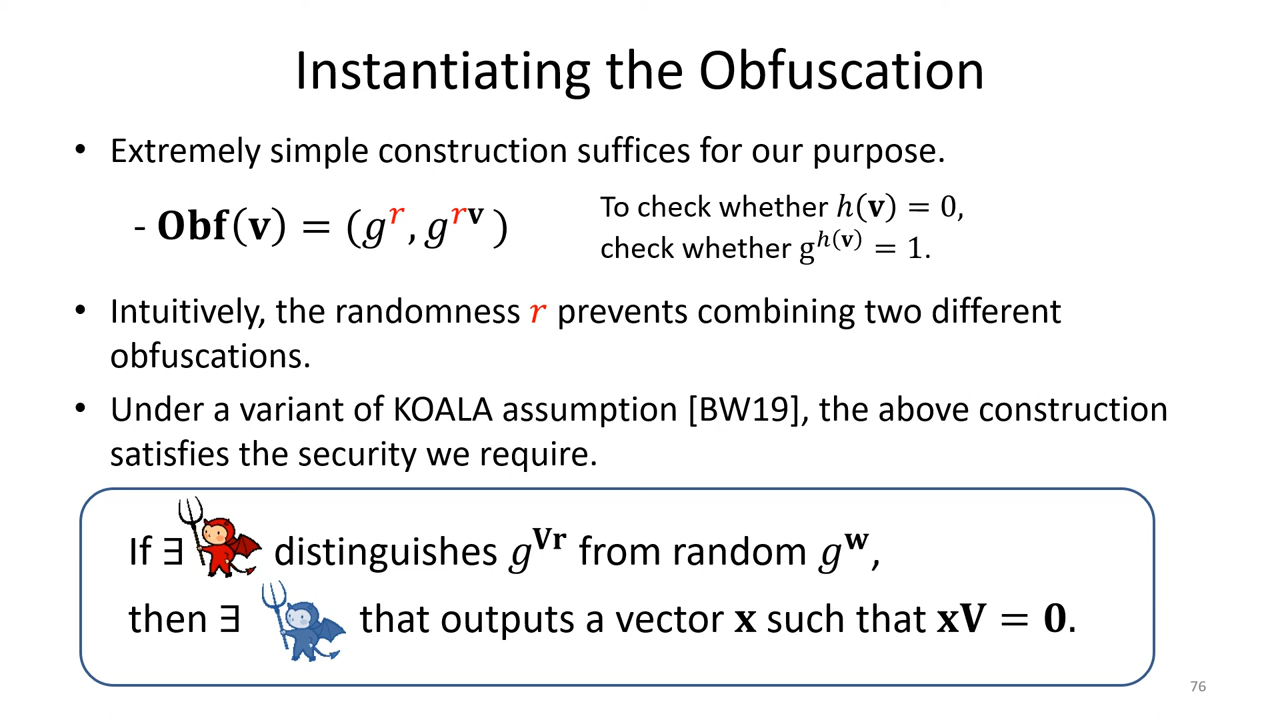 Instantiating the Obfuscation
• Extremely simple construction suffices for our purpose.
- Obf(v) = (g^r, g^{rv})
To check whether h(v) = 0,
check whether g^{h(v)} = 1.
• Intuitively, the randomness r prevents combining two different
obfuscations.
• Under a variant of KOALA assumption [BW19], the above construction
satisfies the security we require.
If ∃ distinguishes g^{Vr} from random g^w,
then ∃ that outputs a vector x such that xV = 0.
76